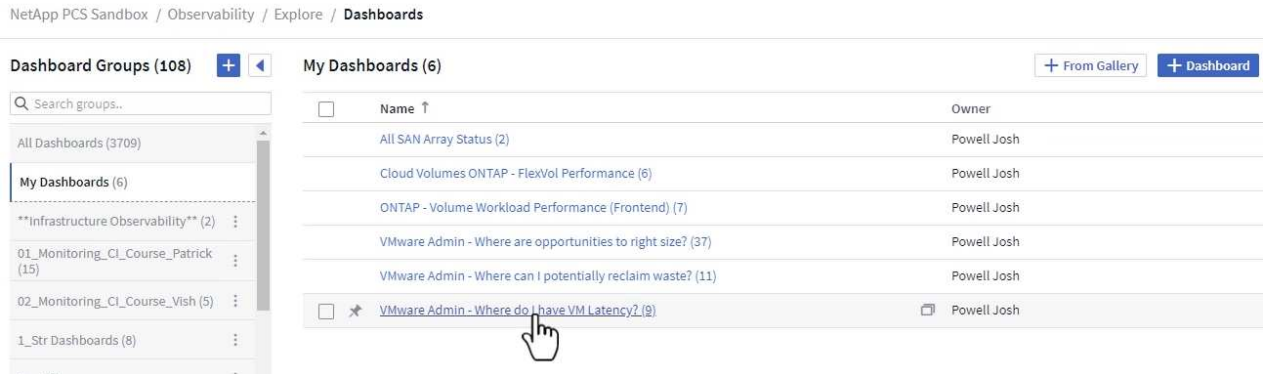 NetApp PCS Sandbox / Observability / Explore / Dashboards
Dashboard Groups (108)
Search groups..
All Dashboards (3709)
My Dashboards (6)
**Infrastructure Observability** (2)
01_Monitoring_CI_Course_Patrick
(15)
02_Monitoring_CI_Course_Vish (5)
1_Str Dashboards (8)
My Dashboards (6)
+ From Gallery
+ Dashboard
Name ↑ Owner
All SAN Array Status (2) Powell Josh
Cloud Volumes ONTAP - FlexVol Performance (6) Powell Josh
ONTAP - Volume Workload Performance (Frontend) (7) Powell Josh
VMware Admin - Where are opportunities to right size? (37) Powell Josh
VMware Admin - Where can I potentially reclaim waste? (11) Powell Josh
VMware Admin - Where do I have VM Latency? (9) Powell Josh